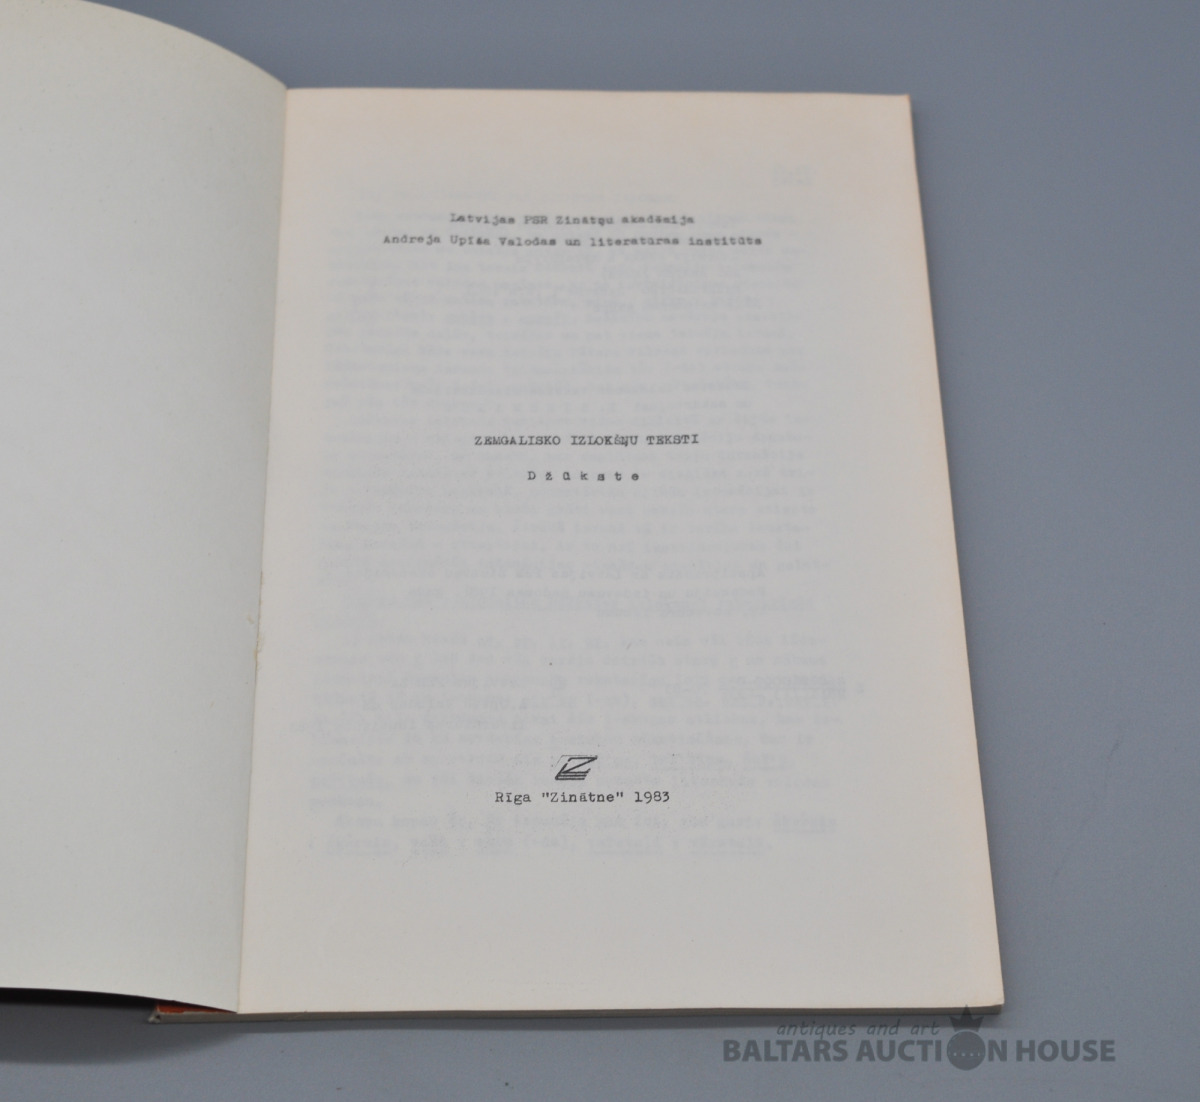 Latvijas PSR Zinātņu akadēmija
Andreja Upīša Valodas un literatūras institūts
ZEMGALISKO IZLOKŠŅU TEKSTI
Džūkste
Rīga "Zinātne" 1983
antiques and art
BALTARS AUCTION HOUSE